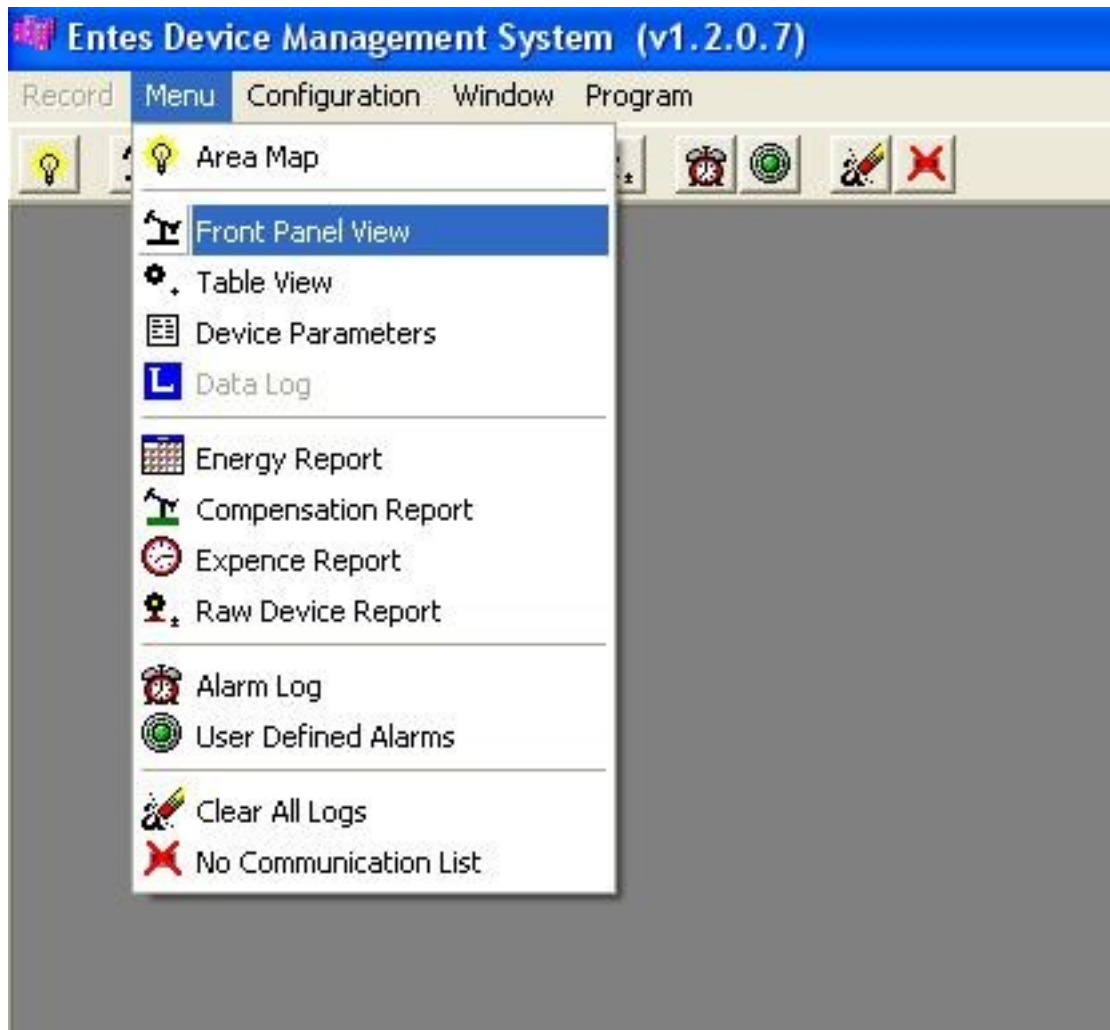 Entes Device Management System (v1.2.0.7)
Record Menu Configuration Window Program
Area Map
Front Panel View
Table View
Device Parameters
L Data Log
Energy Report
Compensation Report
Expence Report
Raw Device Report
Alarm Log
User Defined Alarms
Clear All Logs
No Communication List